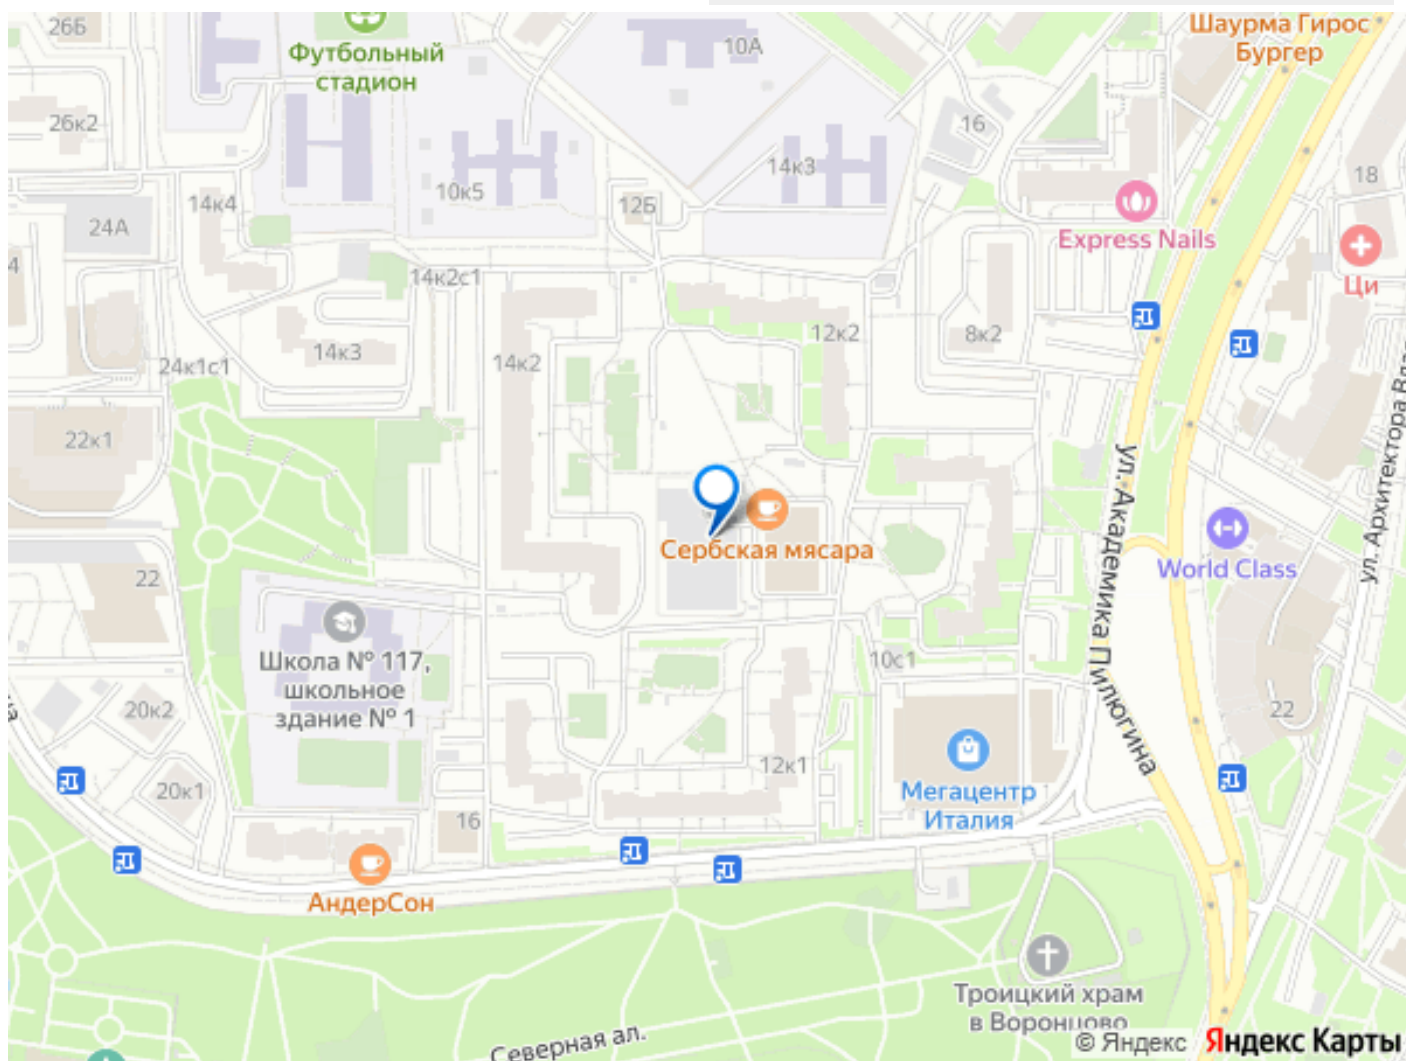 26Б
Футбольный
стадион
10А
Шаурма Гирос
Бургер
26к2
16
14к3
18
10к5
14к4
12Б
24А
Express Nails
4
14к2с1
Ци
12к2
8к2
14к3
14к2
24к1с1
22к1
ул. Академика Пилюгина
ул. Архитектора Вла
Сербская мясара
World Class
22
Школа № 117,
школьное
здание № 1
10с1
20к2
22
12к1
20к1
Мегацентр
Италия
16
АндерСон
Троицкий храм
в Воронцово
Северная ал.
© Яндекс Яндекс Карты